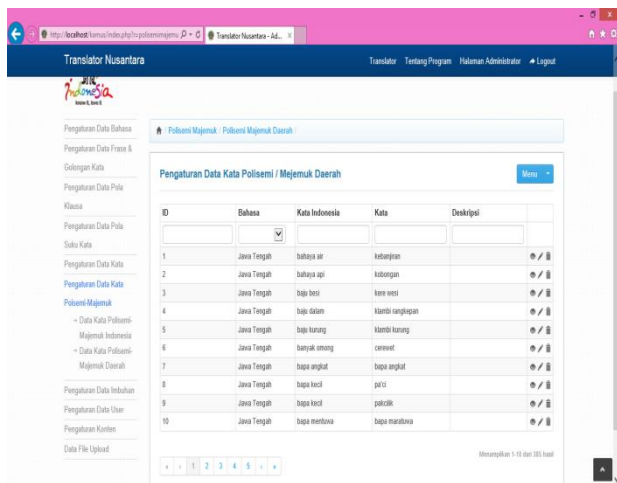 http://localhost/kamus/index.php?r=polisemimajemu
Translator Nusantara - Ad...
Translator Nusantara
Translator Tentang Program Halaman Administrator Logout
Indonesia
Pengaturan Data Bahasa
Pengaturan Data Frase &
Golongan Kata
Pengaturan Data Pola
Klausa
Pengaturan Data Pola
Suku Kata
Pengaturan Data Kata
Pengaturan Data Kata
Polisemi-Majemuk
Data Kata Polisemi-
Majemuk Indonesia
Data Kata Polisemi-
Majemuk Daerah
Pengaturan Data Imbuhan
Pengaturan Data User
Pengaturan Konten
Data File Upload
/ Polisemi Majemuk / Polisemi Majemuk Daerah /
Pengaturan Data Kata Polisemi / Mejemuk Daerah
Menu
ID Bahasa Kata Indonesia Kata Deskripsi
1 Jawa Tengah bahaya air kebanjiran
2 Jawa Tengah bahaya api kobongan
3 Jawa Tengah baju besi kere wesi
4 Jawa Tengah baju dalam klambi rangkepan
5 Jawa Tengah baju kurung klambi kurung
6 Jawa Tengah banyak omong cerewet
7 Jawa Tengah bapa angkat bapa angkat
8 Jawa Tengah bapa kecil pa'ci
9 Jawa Tengah bapa kecil pakcilik
10 Jawa Tengah bapa mentuwa bapa maratuwa
Menampilkan 1-10 dari 385 hasil
« ‹ 1 2 3 4 5 › »